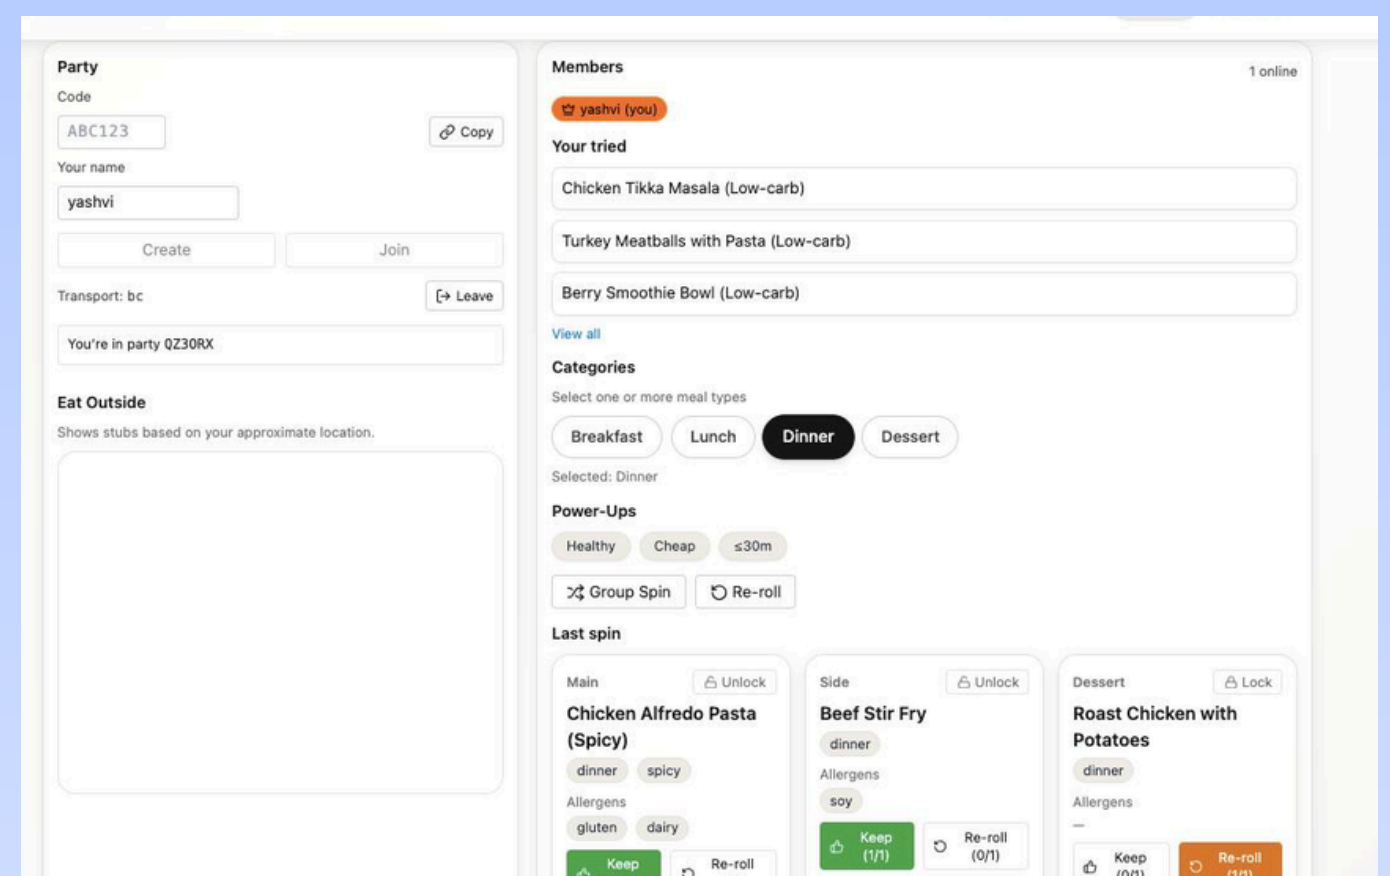 Party
Code
ABC123
Copy
Your name
yashvi
Create
Join
Transport: bc
Leave
You're in party QZ30RX
Eat Outside
Shows stubs based on your approximate location.
Members
1 online
yashvi (you)
Your tried
Chicken Tikka Masala (Low-carb)
Turkey Meatballs with Pasta (Low-carb)
Berry Smoothie Bowl (Low-carb)
View all
Categories
Select one or more meal types
Breakfast
Lunch
Dinner
Dessert
Selected: Dinner
Power-Ups
Healthy
Cheap
≤30m
Group Spin
Re-roll
Last spin
Main
Unlock
Chicken Alfredo Pasta
(Spicy)
dinner
spicy
Allergens
gluten
dairy
Keep
Re-roll
Side
Unlock
Beef Stir Fry
dinner
Allergens
soy
Keep
(1/1)
Re-roll
(0/1)
Dessert
Lock
Roast Chicken with
Potatoes
dinner
Allergens
—
Keep
(0/1)
Re-roll
(1/1)